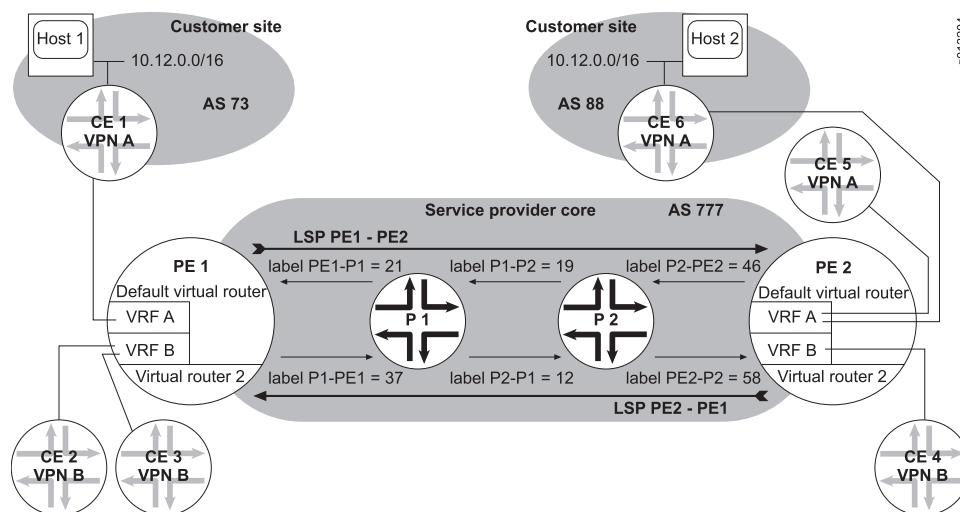 Host 1
Customer site
10.12.0.0/16
AS 73
CE 1
VPN A
Customer site
Host 2
10.12.0.0/16
AS 88
CE 6
VPN A
CE 5
VPN A
Service provider core
AS 777
LSP PE1 - PE2
label PE1-P1 = 21
label P1-P2 = 19
label P2-PE2 = 46
PE 1
Default virtual router
VRF A
VRF B
Virtual router 2
P 1
P 2
PE 2
Default virtual router
VRF A
VRF B
Virtual router 2
label P1-PE1 = 37
label P2-P1 = 12
label PE2-P2 = 58
LSP PE2 - PE1
CE 2
VPN B
CE 3
VPN B
CE 4
VPN B